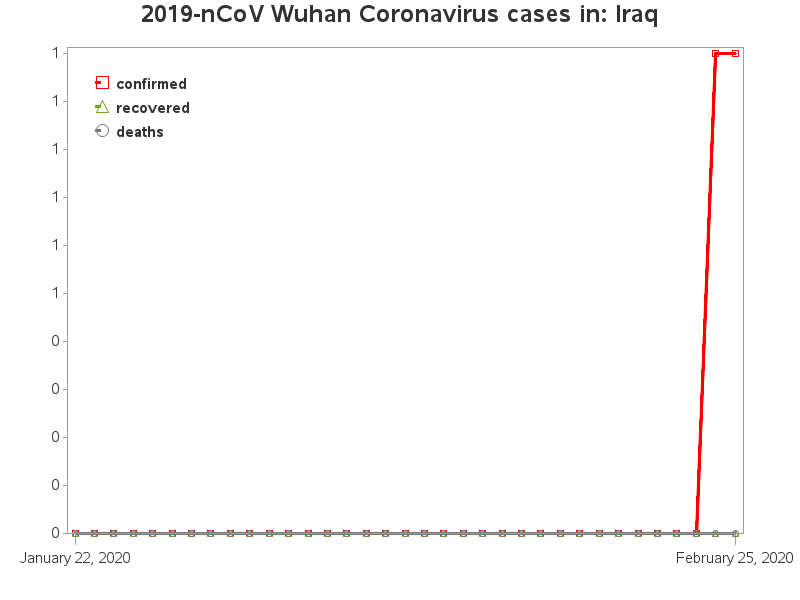 2019-nCoV Wuhan Coronavirus cases in: Iraq
1
confirmed
1
recovered
deaths
1
1
1
1
0
0
0
0
0
January 22, 2020
February 25, 2020